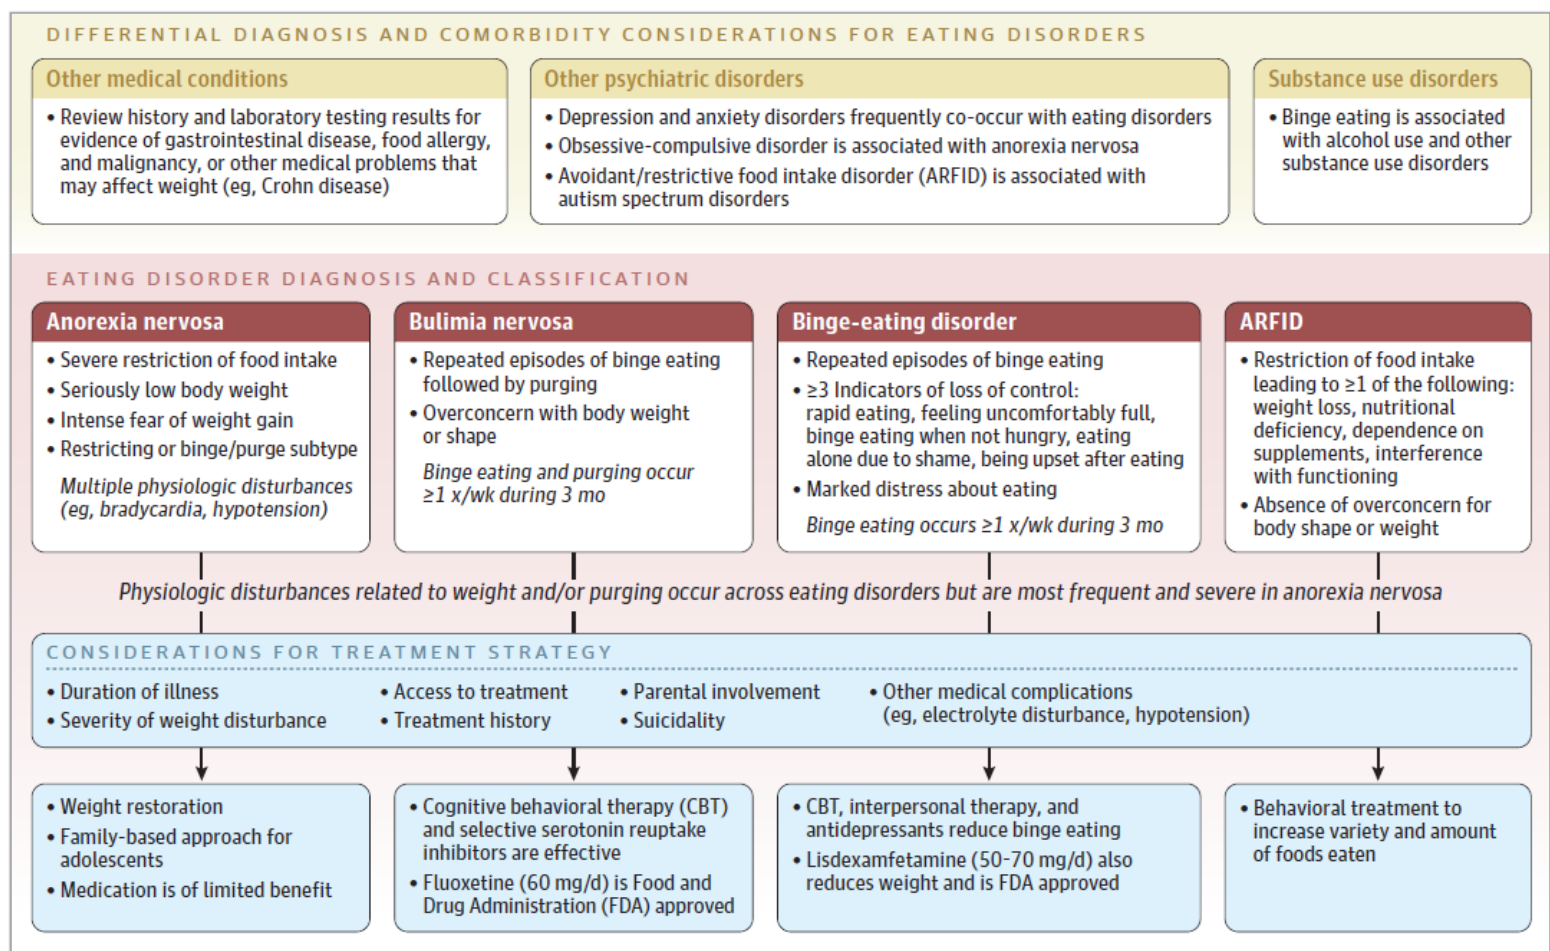 DIFFERENTIAL DIAGNOSIS AND COMORBIDITY CONSIDERATIONS FOR EATING DISORDERS
Other medical conditions
• Review history and laboratory testing results for
evidence of gastrointestinal disease, food allergy,
and malignancy, or other medical problems that
may affect weight (eg, Crohn disease)
Other psychiatric disorders
• Depression and anxiety disorders frequently co-occur with eating disorders
• Obsessive-compulsive disorder is associated with anorexia nervosa
• Avoidant/restrictive food intake disorder (ARFID) is associated with
autism spectrum disorders
Substance use disorders
• Binge eating is associated
with alcohol use and other
substance use disorders
EATING DISORDER DIAGNOSIS AND CLASSIFICATION
Anorexia nervosa
• Severe restriction of food intake
• Seriously low body weight
• Intense fear of weight gain
• Restricting or binge/purge subtype
Multiple physiologic disturbances
(eg, bradycardia, hypotension)
Bulimia nervosa
• Repeated episodes of binge eating
followed by purging
• Overconcern with body weight
or shape
Binge eating and purging occur
≥1 x/wk during 3 mo
Binge-eating disorder
• Repeated episodes of binge eating
• ≥3 Indicators of loss of control:
rapid eating, feeling uncomfortably full,
binge eating when not hungry, eating
alone due to shame, being upset after eating
• Marked distress about eating
Binge eating occurs ≥1 x/wk during 3 mo
ARFID
• Restriction of food intake
leading to ≥1 of the following:
weight loss, nutritional
deficiency, dependence on
supplements, interference
with functioning
• Absence of overconcern for
body shape or weight
Physiologic disturbances related to weight and/or purging occur across eating disorders but are most frequent and severe in anorexia nervosa
CONSIDERATIONS FOR TREATMENT STRATEGY
• Duration of illness
• Severity of weight disturbance
• Access to treatment
• Treatment history
• Parental involvement
• Suicidality
• Other medical complications
(eg, electrolyte disturbance, hypotension)
• Weight restoration
• Family-based approach for
adolescents
• Medication is of limited benefit
• Cognitive behavioral therapy (CBT)
and selective serotonin reuptake
inhibitors are effective
• Fluoxetine (60 mg/d) is Food and
Drug Administration (FDA) approved
• CBT, interpersonal therapy, and
antidepressants reduce binge eating
• Lisdexamfetamine (50-70 mg/d) also
reduces weight and is FDA approved
• Behavioral treatment to
increase variety and amount
of foods eaten